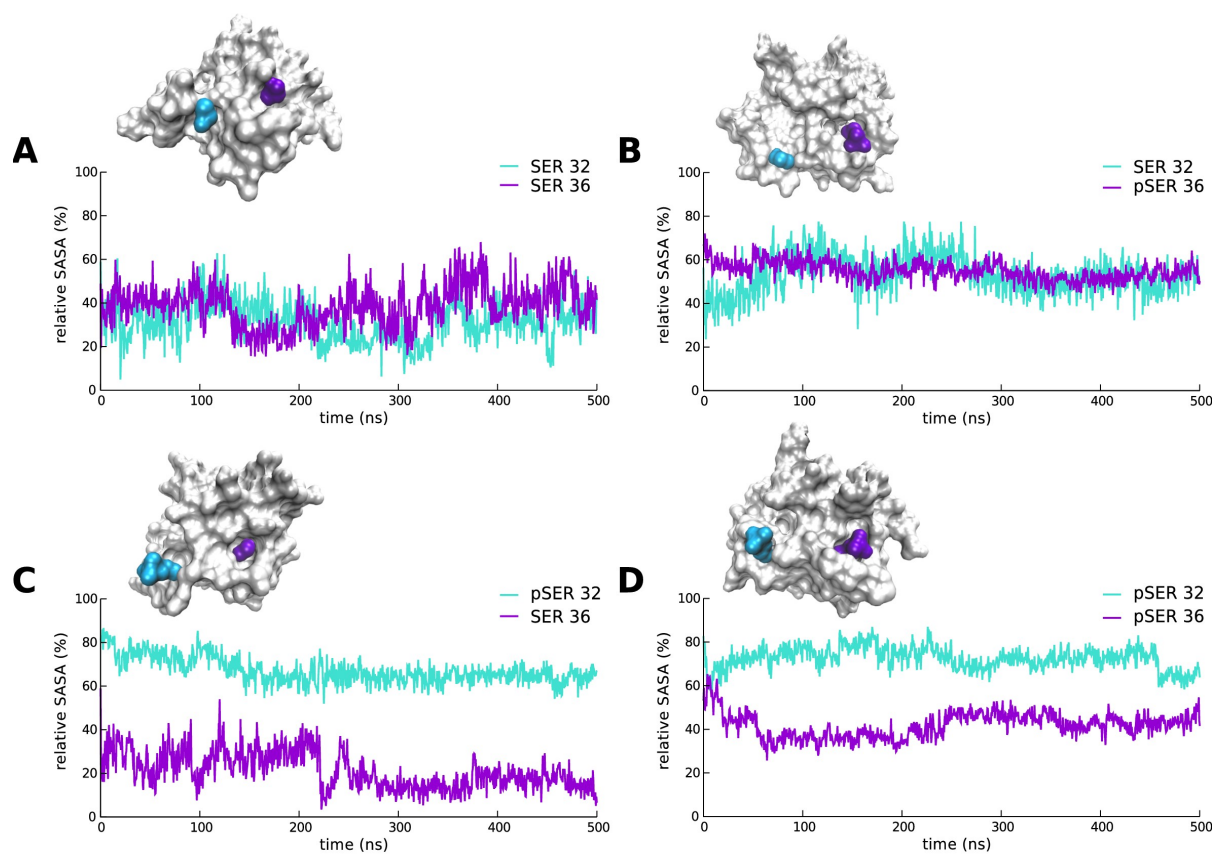 A
SER 32
SER 36
100
80
60
40
20
0
relative SASA (%)
0 100 200 300 400 500
time (ns)
B
SER 32
pSER 36
100
80
60
40
20
0
relative SASA (%)
0 100 200 300 400 500
time (ns)
C
pSER 32
SER 36
100
80
60
40
20
0
relative SASA (%)
0 100 200 300 400 500
time (ns)
D
pSER 32
pSER 36
100
80
60
40
20
0
relative SASA (%)
0 100 200 300 400 500
time (ns)